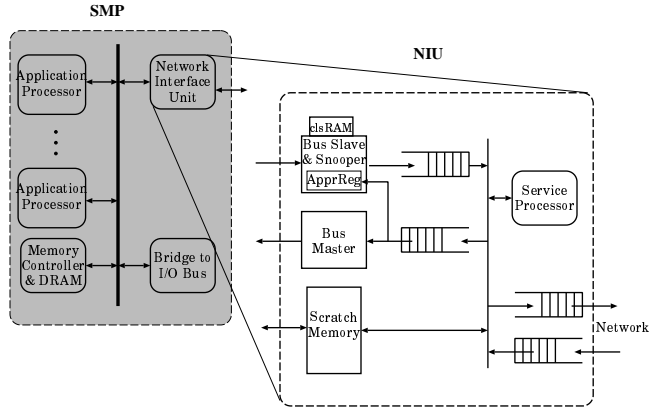 SMP
Application
Processor
Network
Interface
Unit
Application
Processor
Memory
Controller
& DRAM
Bridge to
I/O Bus
NIU
clsRAM
Bus Slave
& Snooper
ApprReg
Bus
Master
Scratch
Memory
Service
Processor
Network